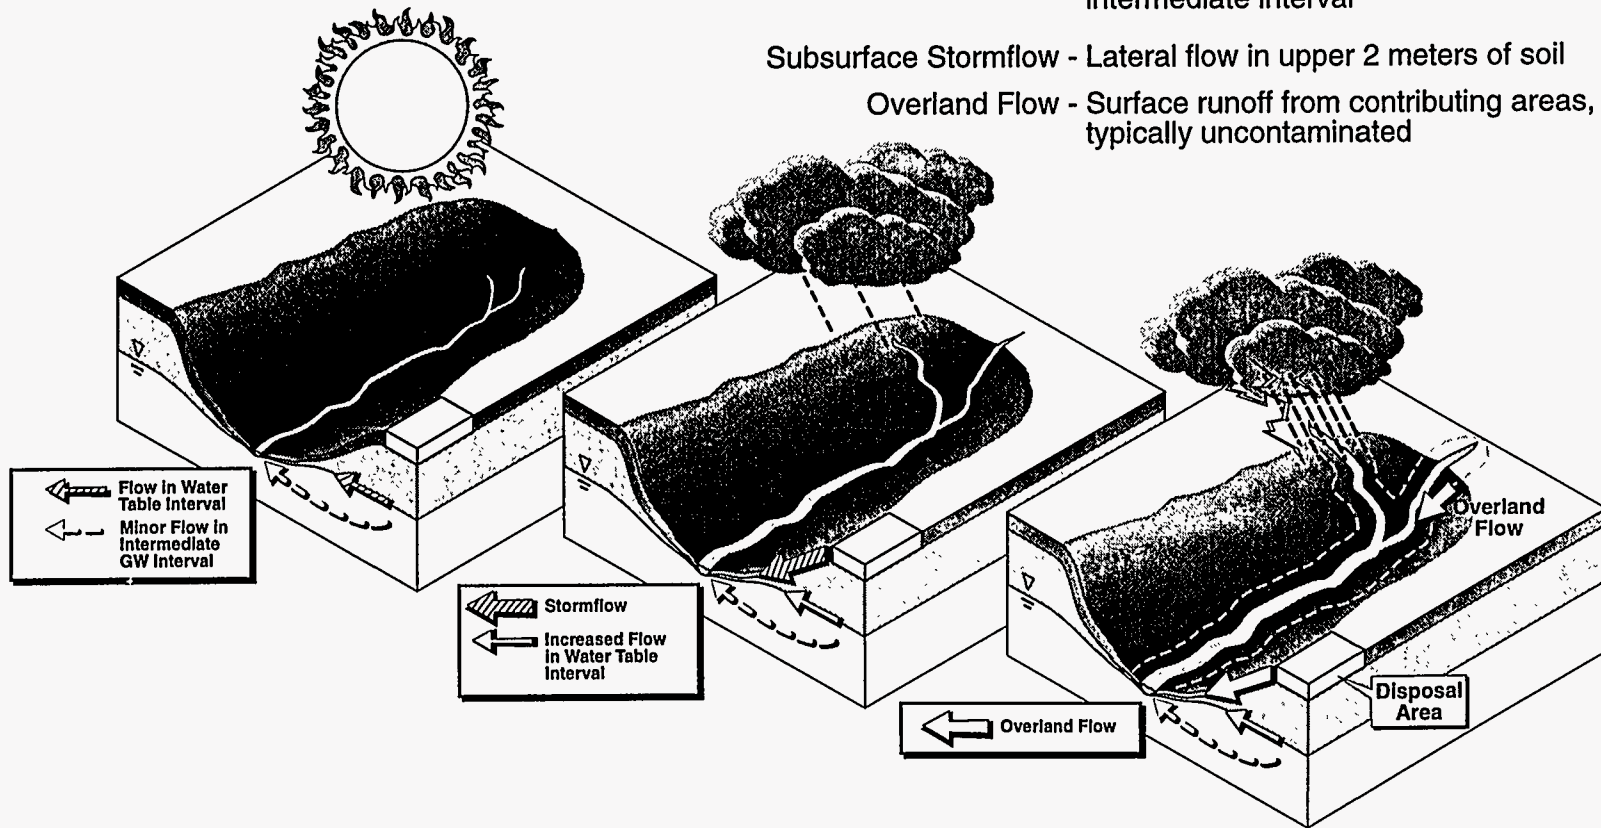 intermediate interval
Subsurface Stormflow - Lateral flow in upper 2 meters of soil
Overland Flow - Surface runoff from contributing areas,
typically uncontaminated
Flow in Water
Table Interval
Minor Flow in
Intermediate
GW Interval
Stormflow
Increased Flow
in Water Table
Interval
Overland
Flow
Disposal
Area
Overland Flow